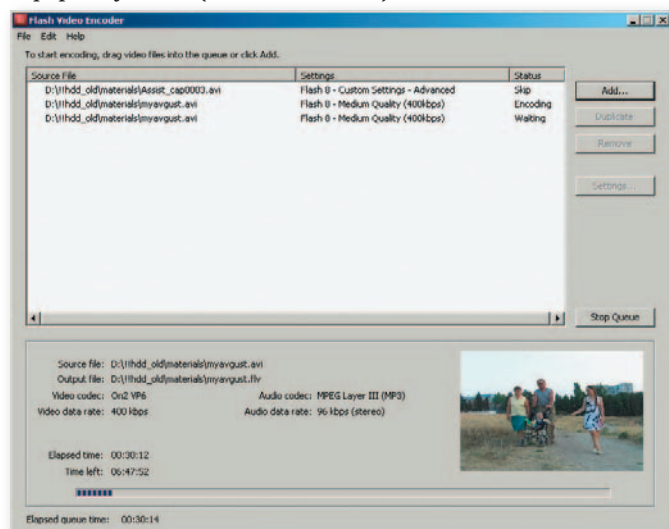 Flash Video Encoder
File Edit Help
To start encoding, drag video files into the queue or click Add.
Source File Settings Status
D:\!!hdd_old\materials\Assist_cap0003.avi Flash 8 - Custom Settings - Advanced Skip
D:\!!hdd_old\materials\myavgust.avi Flash 8 - Medium Quality (400kbps) Encoding
D:\!!hdd_old\materials\myavgust.avi Flash 8 - Medium Quality (400kbps) Waiting
Add...
Duplicate
Remove
Settings...
Stop Queue
Source file: D:\!!hdd_old\materials\myavgust.avi
Output file: D:\!!hdd_old\materials\myavgust.flv
Video codec: On2 VP6 Audio codec: MPEG Layer III (MP3)
Video data rate: 400 kbps Audio data rate: 96 kbps (stereo)
Elapsed time: 00:30:12
Time left: 06:47:52
Elapsed queue time: 00:30:14